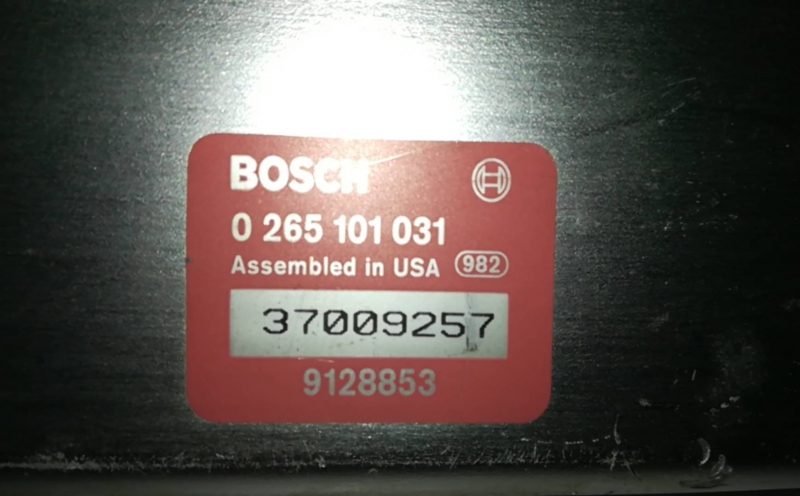 BOSCH
0 265 101 031
Assembled in USA 982
37009257
9128853